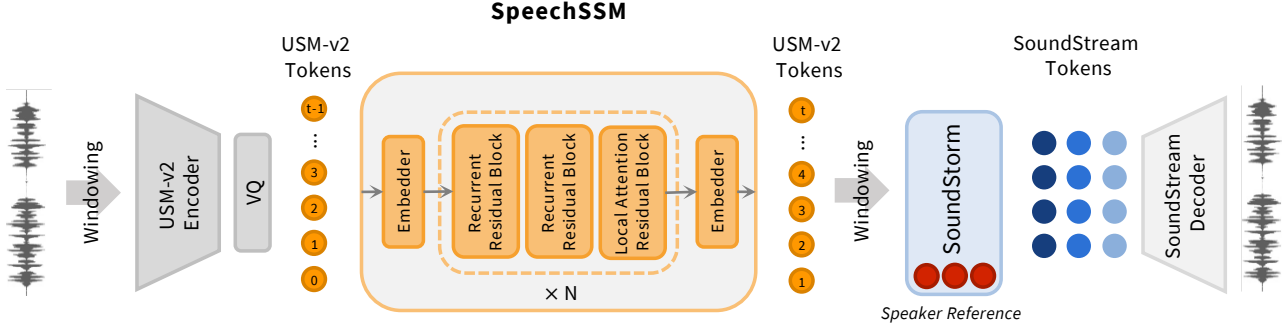 SpeechSSM
Windowing
USM-v2
Encoder
VQ
USM-v2
Tokens
t-1
...
3
2
1
0
Embedder
Recurrent
Residual Block
Recurrent
Residual Block
Local Attention
Residual Block
Embedder
× N
USM-v2
Tokens
t
...
4
3
2
1
Windowing
SoundStorm
Speaker Reference
SoundStream
Tokens
SoundStream
Decoder